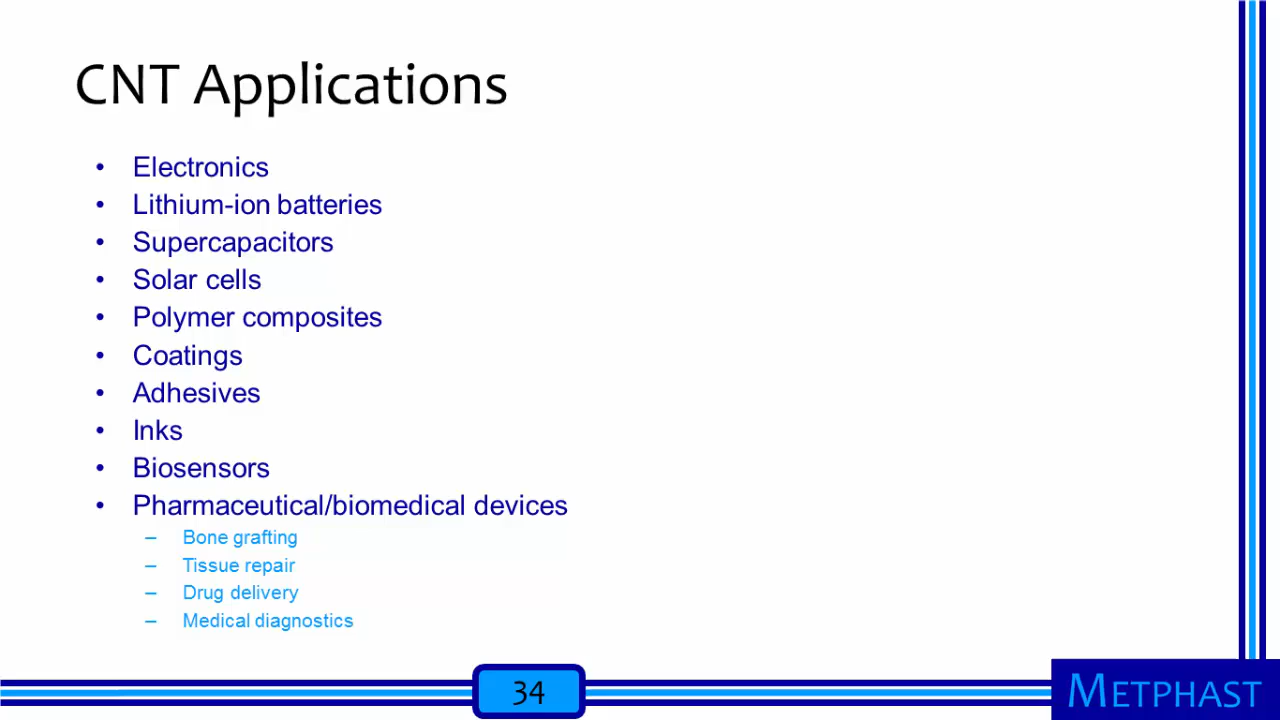 CNT Applications
• Electronics
• Lithium-ion batteries
• Supercapacitors
• Solar cells
• Polymer composites
• Coatings
• Adhesives
• Inks
• Biosensors
• Pharmaceutical/biomedical devices
– Bone grafting
– Tissue repair
– Drug delivery
– Medical diagnostics
34
METPHAST